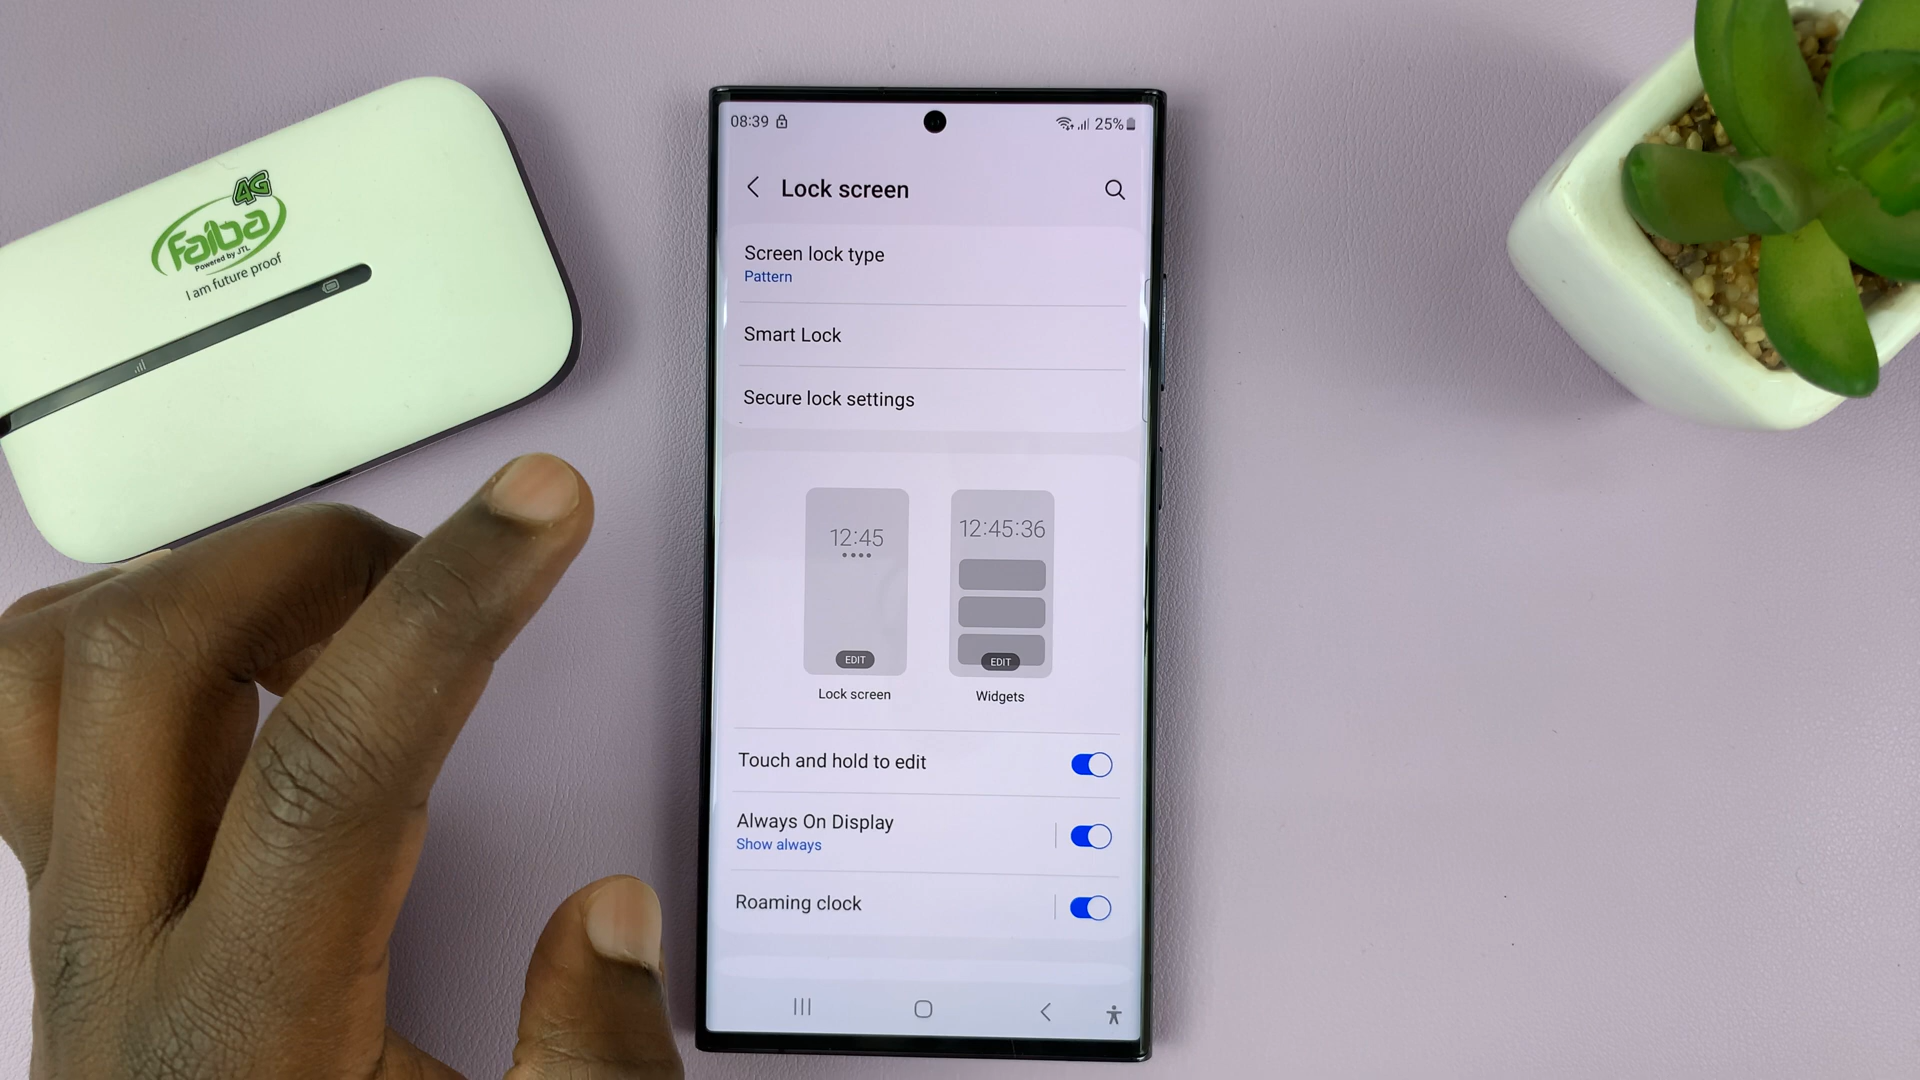 4G
Faiba
Powered by JTL
I am future proof
08:39
25%
Lock screen
Screen lock type
Pattern
Smart Lock
Secure lock settings
12:45
EDIT
Lock screen
12:45:36
EDIT
Widgets
Touch and hold to edit
Always On Display
Show always
Roaming clock